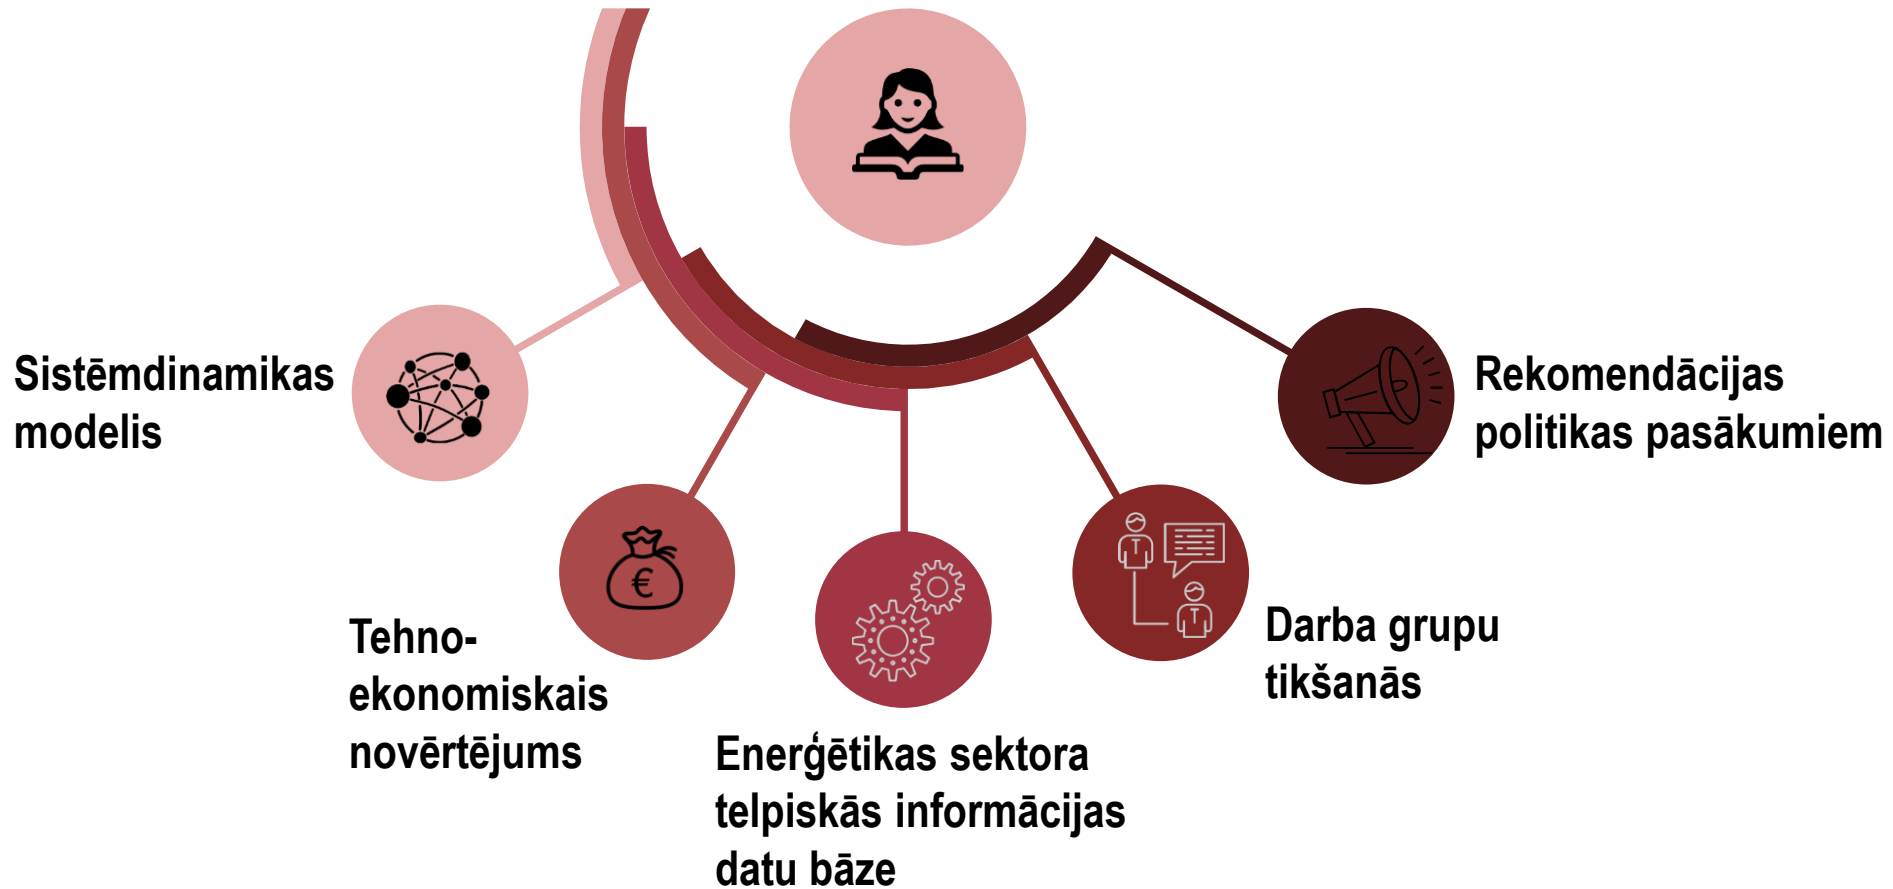 Sistēmdinamikas
modelis
Tehno-
ekonomiskais
novērtējums
€
Enerģētikas sektora
telpiskās informācijas
datu bāze
Darba grupu
tikšanās
Rekomendācijas
politikas pasākumiem